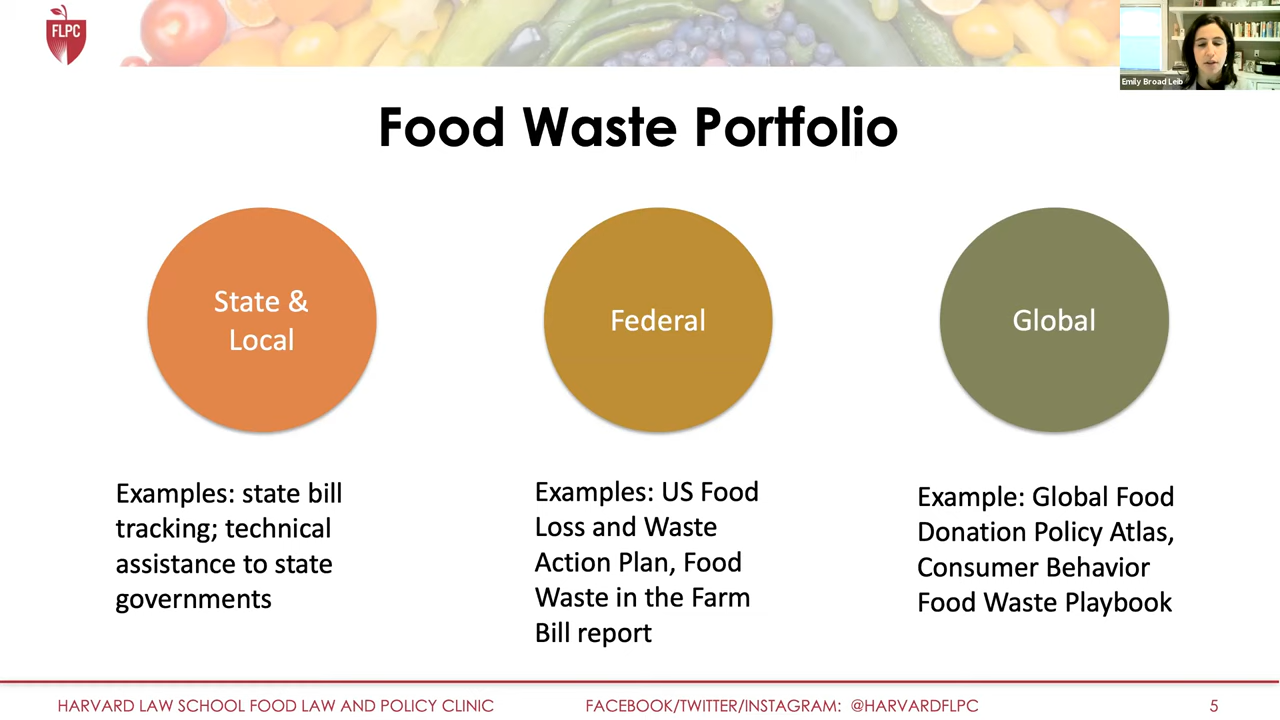 FLPC
Emily Broad Leib
Food Waste Portfolio
State &
Local
Federal
Global
Examples: state bill
tracking; technical
assistance to state
governments
Examples: US Food
Loss and Waste
Action Plan, Food
Waste in the Farm
Bill report
Example: Global Food
Donation Policy Atlas,
Consumer Behavior
Food Waste Playbook
HARVARD LAW SCHOOL FOOD LAW AND POLICY CLINIC
FACEBOOK/TWITTER/INSTAGRAM: @HARVARDFLPC
5